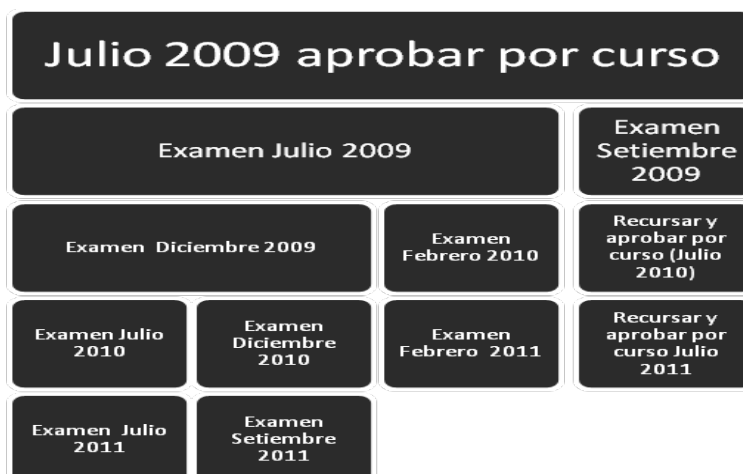 Julio 2009 aprobar por curso
Examen Julio 2009
Examen
Setiembre
2009
Examen Diciembre 2009
Examen
Febrero 2010
Recursar y
aprobar por
curso (Julio
2010)
Examen Julio
2010
Examen
Diciembre
2010
Examen
Febrero 2011
Recursar y
aprobar por
curso Julio
2011
Examen Julio
2011
Examen
Setiembre
2011